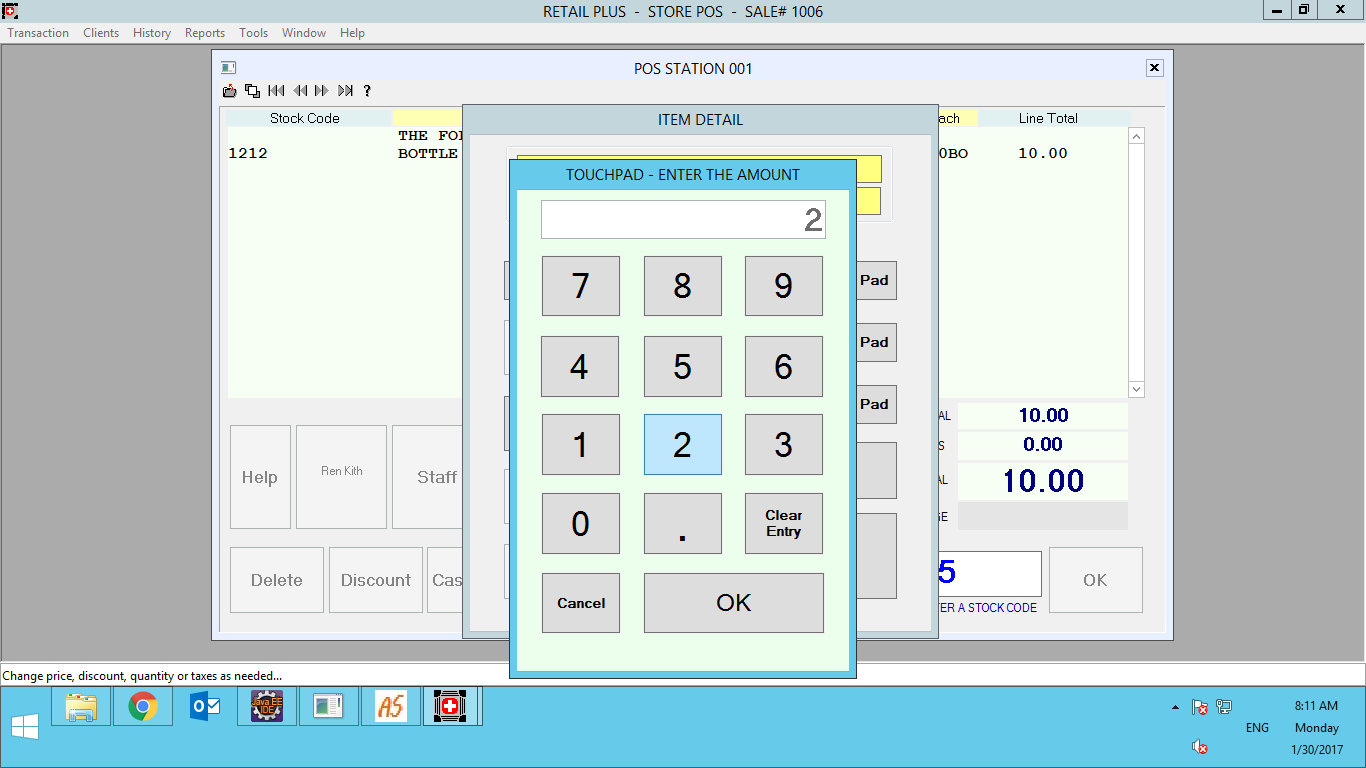 RETAIL PLUS - STORE POS - SALE# 1006
Transaction Clients History Reports Tools Window Help
POS STATION 001
?
ITEM DETAIL
Stock Code
ach Line Total
THE FO
1212 BOTTLE 0BO 10.00
TOUCHPAD - ENTER THE AMOUNT
2
7 8 9
4 5 6
1 2 3
0 . Clear
Entry
Cancel OK
Pad
Pad
Pad
AL 10.00
S 0.00
AL 10.00
GE
Help Ren Kith Staff
Delete Discount Cas
5 OK
ER A STOCK CODE
Change price, discount, quantity or taxes as needed...
Java EE
IDE
AS
ENG
8:11 AM
Monday
1/30/2017